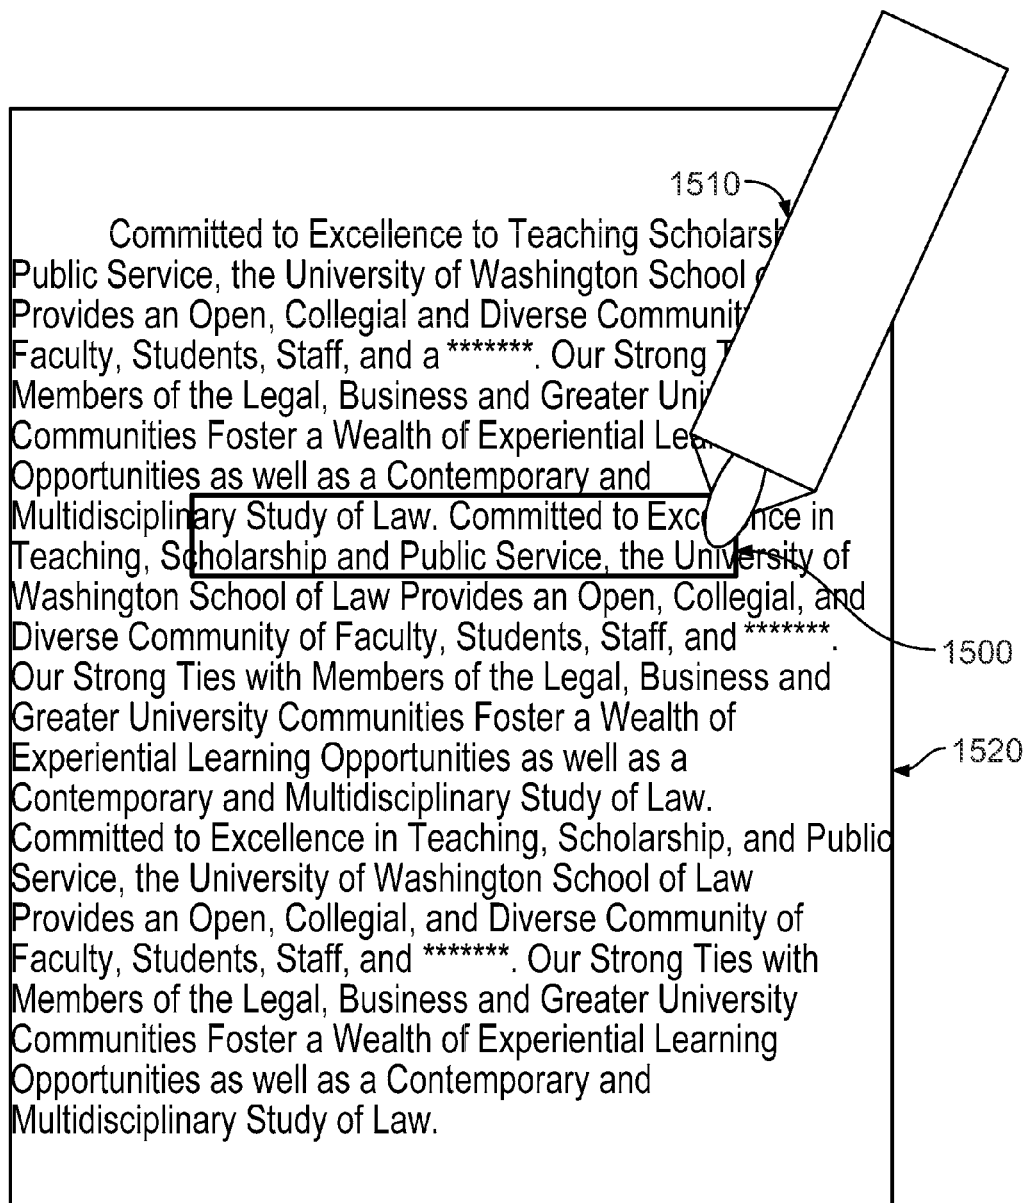 1510
Committed to Excellence to Teaching
Public Service, the University of Washington School
Provides an Open, Collegial and Diverse
Faculty, Students, Staff, and a *******. Our Strong
Members of the Legal, Business and Greater
Communities Foster a Wealth of Experiential
Opportunities as well as a Contemporary and
Multidisciplinary Study of Law. Committed to in
Teaching, Scholarship and Public Service, the University of
Washington School of Law Provides an Open, Collegial, and
Diverse Community of Faculty, Students, Staff, and *******.
1500
Our Strong Ties with Members of the Legal, Business and
Greater University Communities Foster a Wealth of
1520
Experiential Learning Opportunities as well as a
Contemporary and Multidisciplinary Study of Law.
Committed to Excellence in Teaching, Scholarship, and Public
Service, the University of Washington School of Law
Provides an Open, Collegial, and Diverse Community of
Faculty, Students, Staff, and *******. Our Strong Ties with
Members of the Legal, Business and Greater University
Communities Foster a Wealth of Experiential Learning
Opportunities as well as a Contemporary and
Multidisciplinary Study of Law.